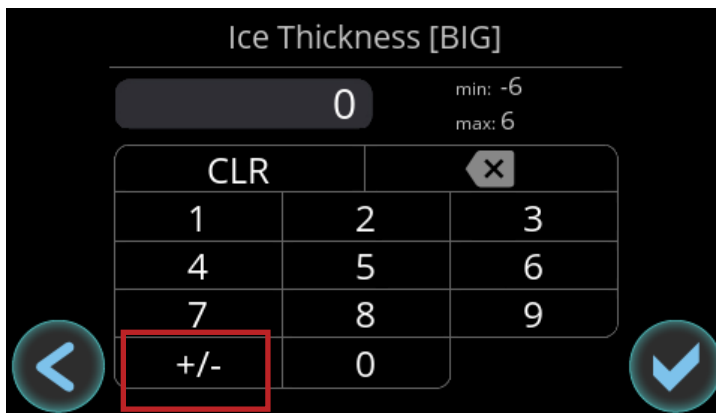 Ice Thickness [BIG]
0 min: -6
max: 6
CLR
1 2 3
4 5 6
7 8 9
+/- 0